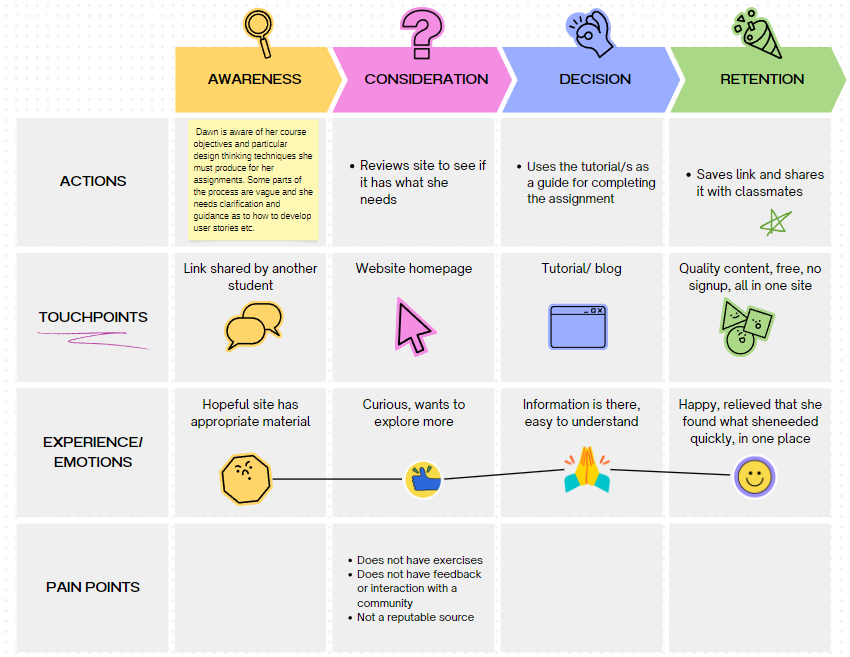 AWARENESS
CONSIDERATION
DECISION
RETENTION
ACTIONS
Dawn is aware of her course
objectives and particular
design thinking techniques she
must produce for her
assignments. Some parts of
the process are vague and she
needs clarification and
guidance as to how to develop
user stories etc.
• Reviews site to see if
it has what she
needs
• Uses the tutorial/s as
a guide for completing
the assignment
• Saves link and shares
it with classmates
TOUCHPOINTS
Link shared by another
student
Website homepage
Tutorial/ blog
Quality content, free, no
signup, all in one site
EXPERIENCE/
EMOTIONS
Hopeful site has
appropriate material
Curious, wants to
explore more
Information is there,
easy to understand
Happy, relieved that she
found what sheneeded
quickly, in one place
PAIN POINTS
• Does not have exercises
• Does not have feedback
or interaction with a
community
• Not a reputable source